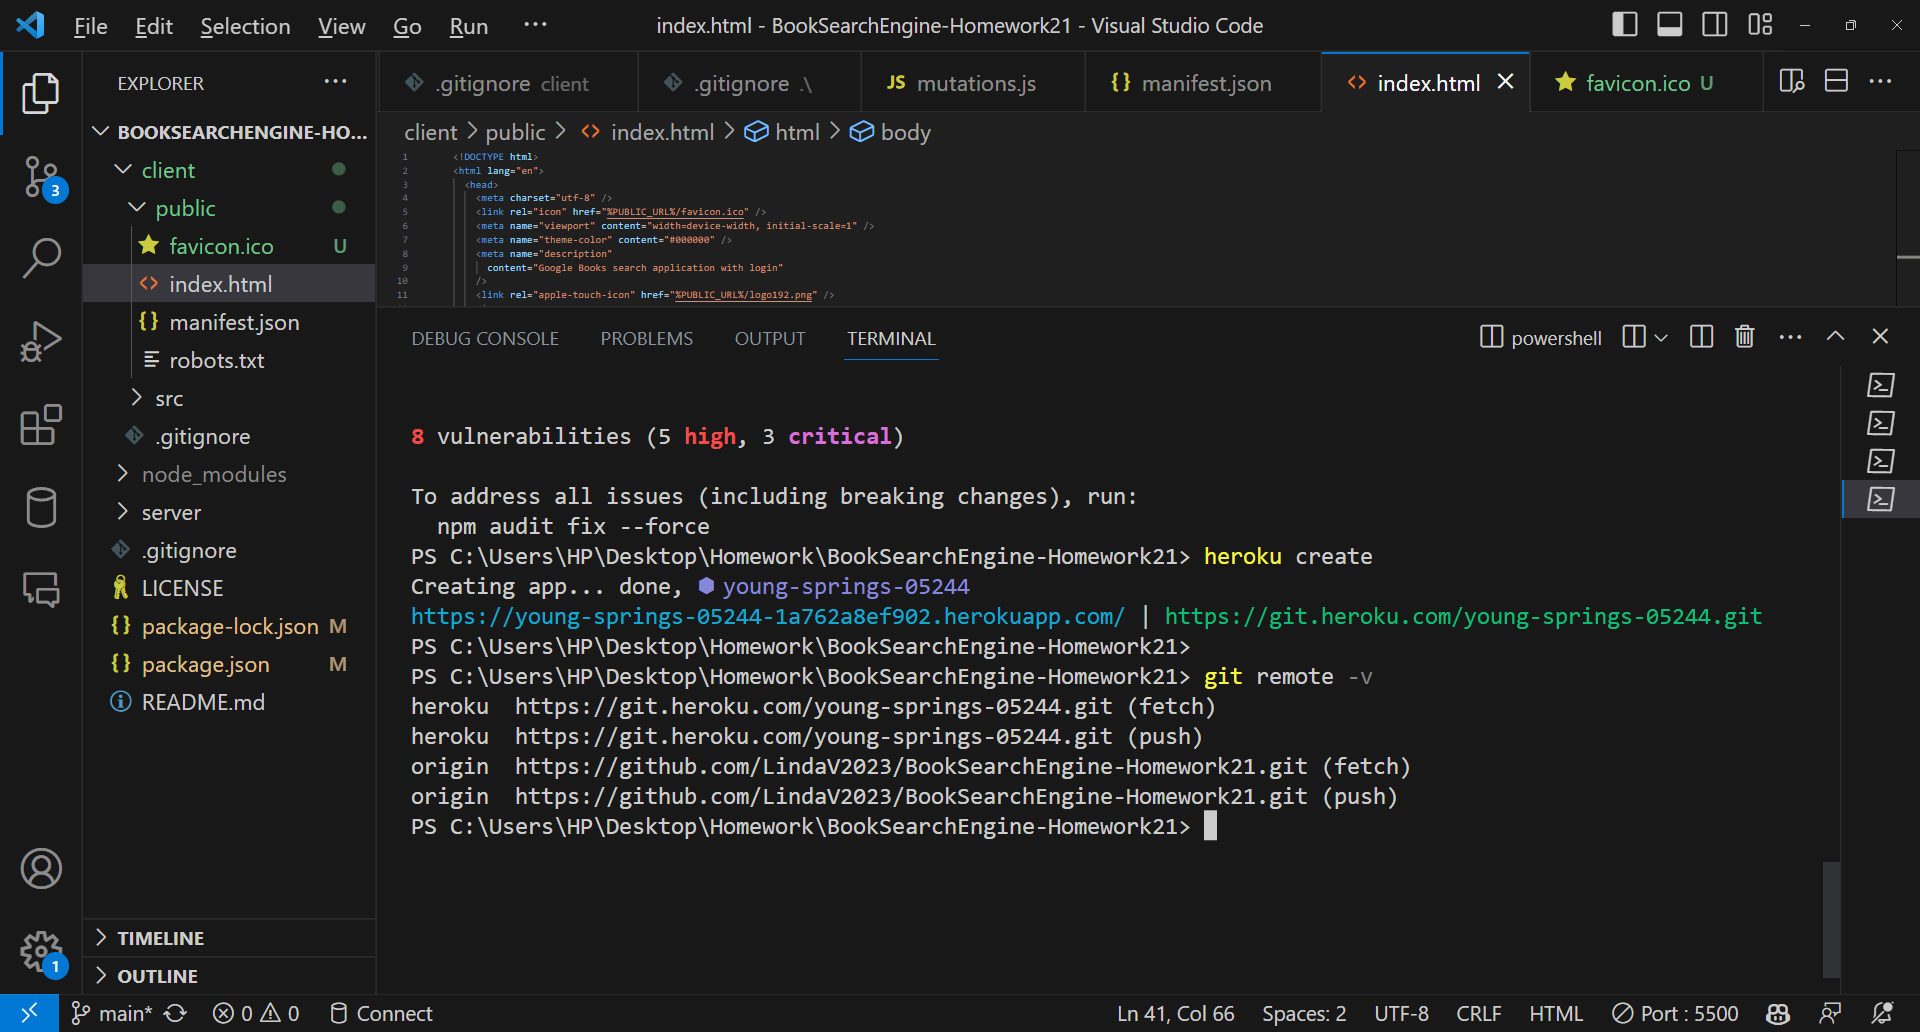 File Edit Selection View Go Run ··· index.html - BookSearchEngine-Homework21 - Visual Studio Code
EXPLORER ···
.gitignore client .gitignore .\ JS mutations.js {} manifest.json <> index.html favicon.ico U ···
BOOKSEARCHENGINE-HO...
client
public
favicon.ico U
<> index.html
{} manifest.json
robots.txt
src
.gitignore
node_modules
server
.gitignore
LICENSE
{} package-lock.json M
{} package.json M
README.md
TIMELINE
OUTLINE
3
1
client > public > <> index.html > html > body
1 <!DOCTYPE html>
2 <html lang="en">
3 <head>
4 <meta charset="utf-8" />
5 <link rel="icon" href="%PUBLIC_URL%/favicon.ico" />
6 <meta name="viewport" content="width=device-width, initial-scale=1" />
7 <meta name="theme-color" content="#000000" />
8 <meta name="description"
9 content="Google Books search application with login"
10 />
11 <link rel="apple-touch-icon" href="%PUBLIC_URL%/logo192.png" />
DEBUG CONSOLE PROBLEMS OUTPUT TERMINAL powershell ···
8 vulnerabilities (5 high, 3 critical)
To address all issues (including breaking changes), run:
npm audit fix --force
PS C:\Users\HP\Desktop\Homework\BookSearchEngine-Homework21> heroku create
Creating app... done, ⬢ young-springs-05244
https://young-springs-05244-1a762a8ef902.herokuapp.com/ | https://git.heroku.com/young-springs-05244.git
PS C:\Users\HP\Desktop\Homework\BookSearchEngine-Homework21>
PS C:\Users\HP\Desktop\Homework\BookSearchEngine-Homework21> git remote -v
heroku https://git.heroku.com/young-springs-05244.git (fetch)
heroku https://git.heroku.com/young-springs-05244.git (push)
origin https://github.com/LindaV2023/BookSearchEngine-Homework21.git (fetch)
origin https://github.com/LindaV2023/BookSearchEngine-Homework21.git (push)
PS C:\Users\HP\Desktop\Homework\BookSearchEngine-Homework21>
main* 0 0 Connect Ln 41, Col 66 Spaces: 2 UTF-8 CRLF HTML Port : 5500